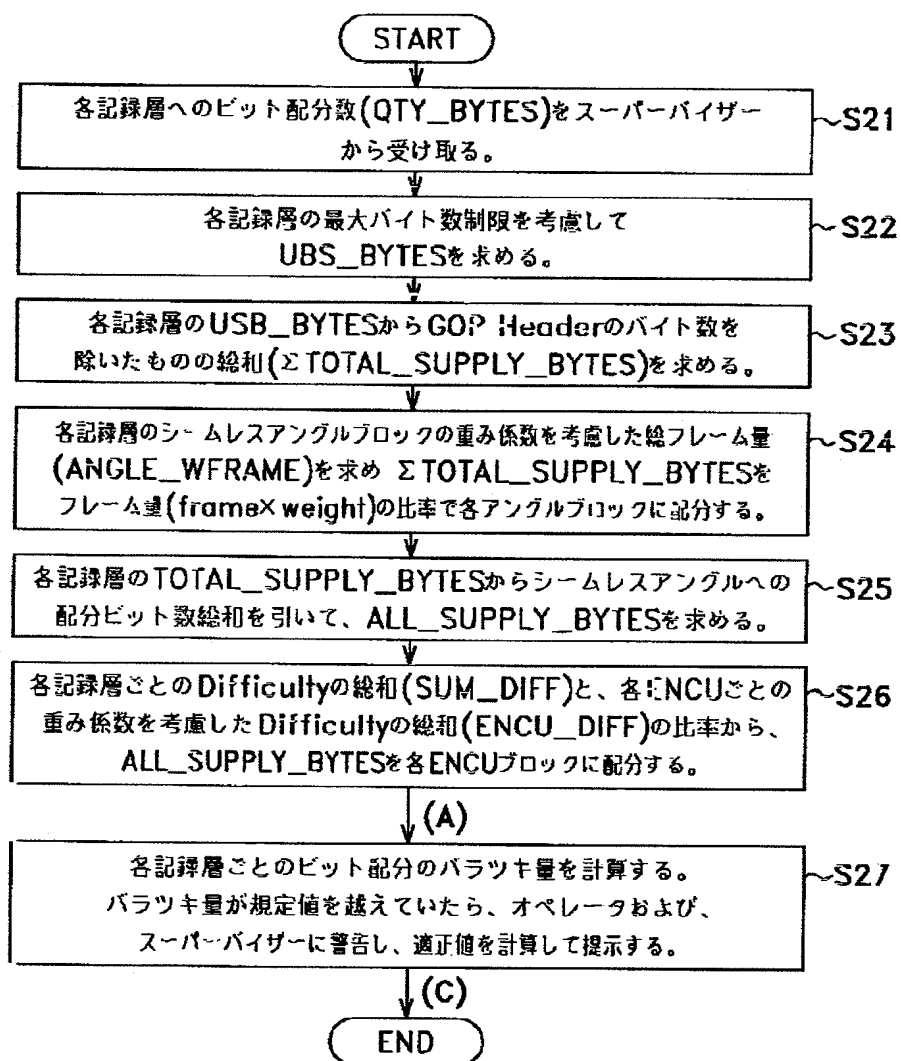 START
各記録層へのビット配分数(QTY_BYTES)をスーパーバイザー
から受け取る。
~S21
各記録層の最大バイト数制限を考慮して
UBS_BYTESを求める。
~S22
各記録層のUSB_BYTESからGOP Headerのバイト数を
除いたものの総和(ΣTOTAL_SUPPLY_BYTES)を求める。
~S23
各記録層のシームレスアングルブロックの重み係数を考慮した総フレーム量
(ANGLE_WFRAME)を求め ΣTOTAL_SUPPLY_BYTESを
フレーム量(frame×weight)の比率で各アングルブロックに配分する。
~S24
各記録層のTOTAL_SUPPLY_BYTESからシームレスアングルへの
配分ビット数総和を引いて、ALL_SUPPLY_BYTESを求める。
~S25
各記録層ごとのDifficultyの総和(SUM_DIFF)と、各ENCUごとの
重み係数を考慮したDifficultyの総和(ENCU_DIFF)の比率から、
ALL_SUPPLY_BYTESを各ENCUブロックに配分する。
~S26
(A)
各記録層ごとのビット配分のバラツキ量を計算する。
バラツキ量が規定値を越えていたら、オペレータおよび、
スーパーバイザーに警告し、適正値を計算して提示する。
~S27
(C)
END